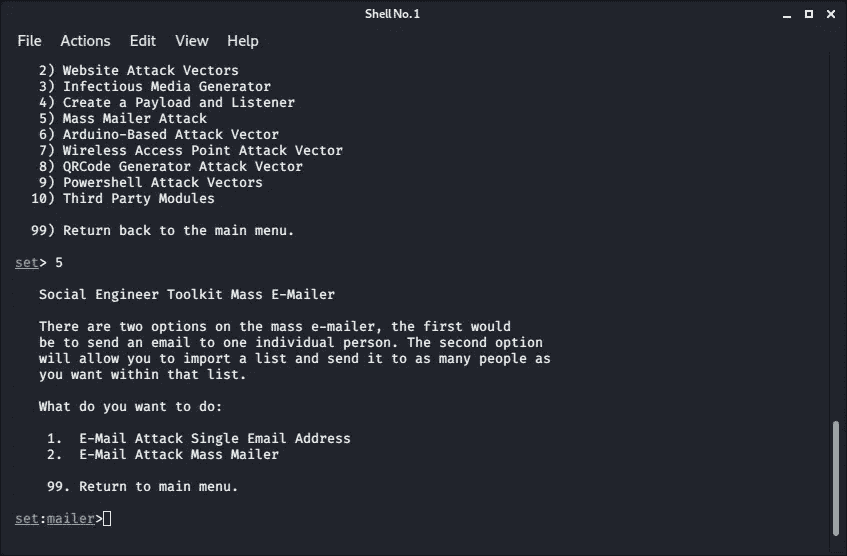 Shell No. 1
File Actions Edit View Help
2) Website Attack Vectors
3) Infectious Media Generator
4) Create a Payload and Listener
5) Mass Mailer Attack
6) Arduino-Based Attack Vector
7) Wireless Access Point Attack Vector
8) QRCode Generator Attack Vector
9) Powershell Attack Vectors
10) Third Party Modules
99) Return back to the main menu.
set> 5
Social Engineer Toolkit Mass E-Mailer
There are two options on the mass e-mailer, the first would
be to send an email to one individual person. The second option
will allow you to import a list and send it to as many people as
you want within that list.
What do you want to do:
1. E-Mail Attack Single Email Address
2. E-Mail Attack Mass Mailer
99. Return to main menu.
set:mailer>